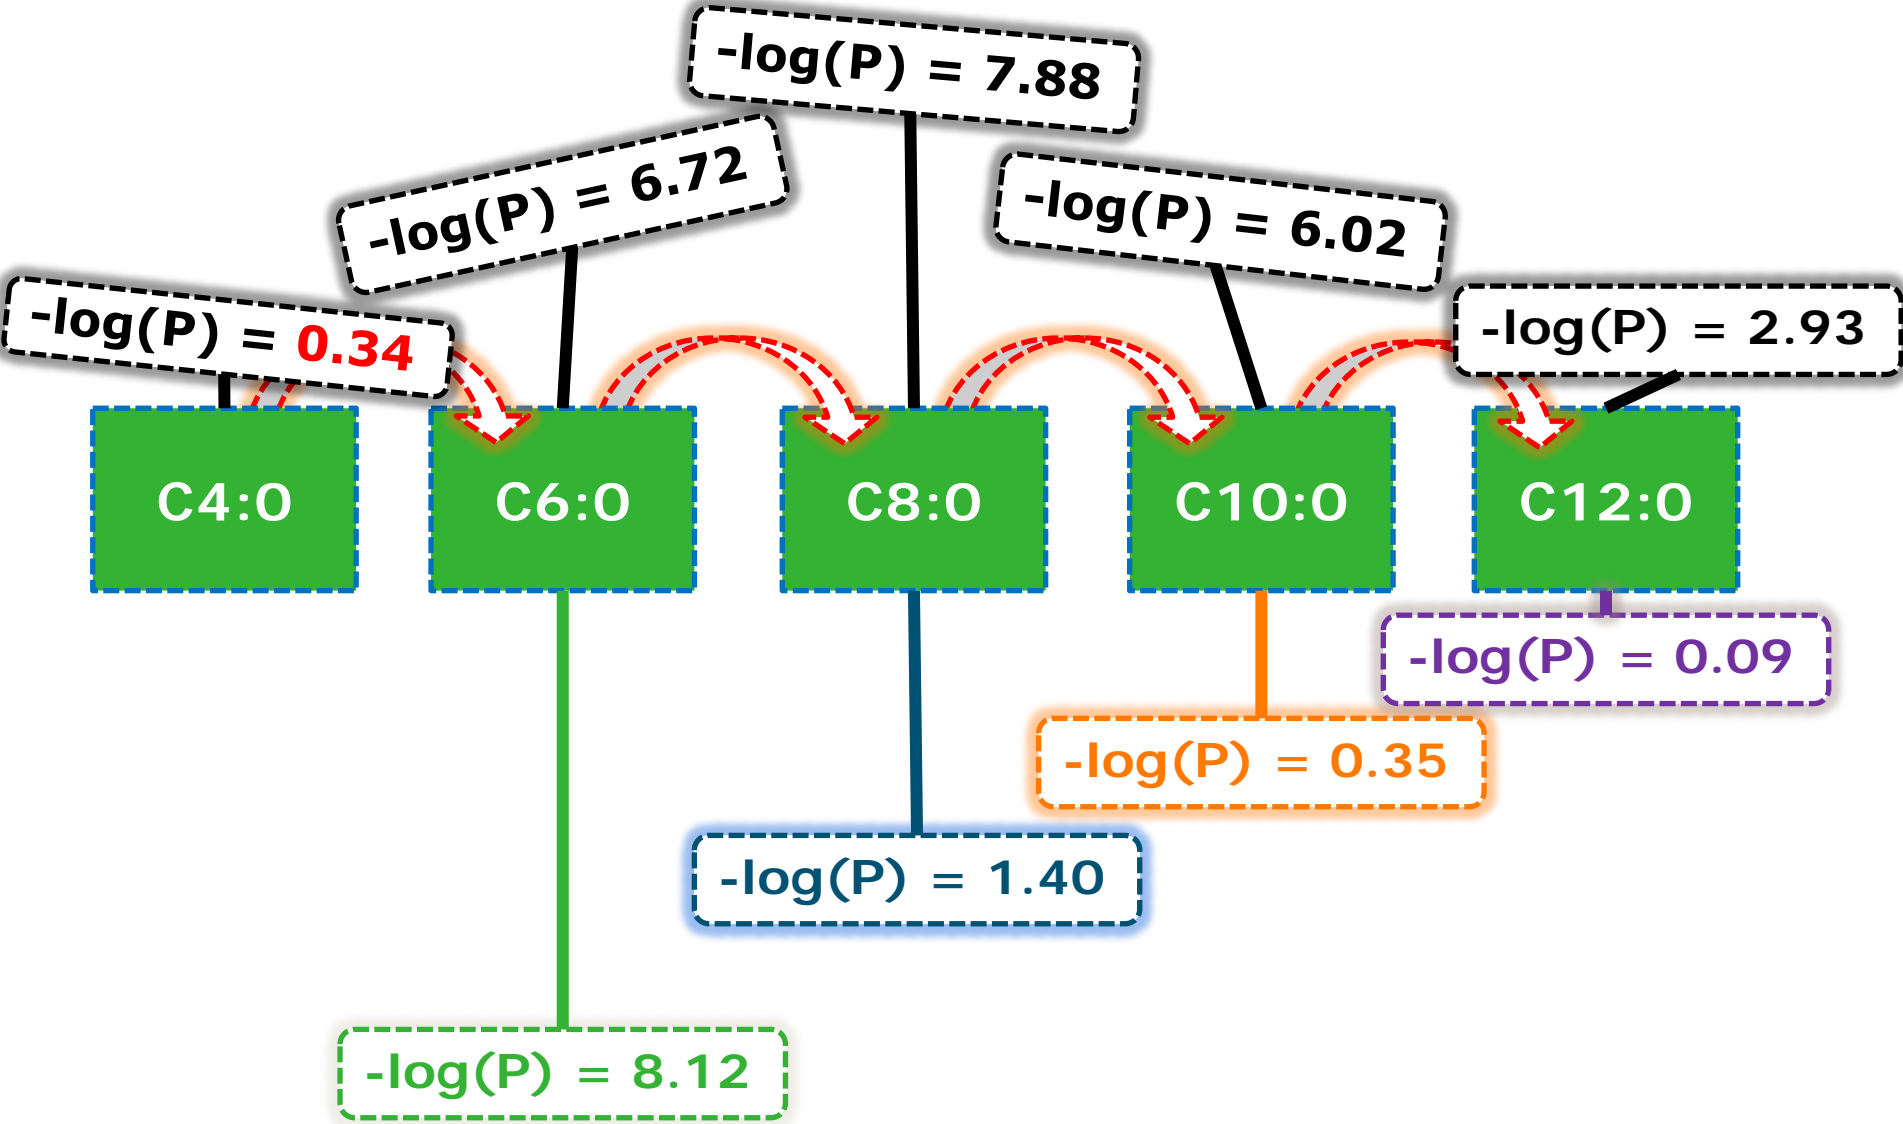 -log(P) = 7.88
-log(P) = 6.72
-log(P) = 6.02
-log(P) = 0.34
-log(P) = 2.93
C4:0
C6:0
C8:0
C10:0
C12:0
-log(P) = 0.09
-log(P) = 0.35
-log(P) = 1.40
-log(P) = 8.12